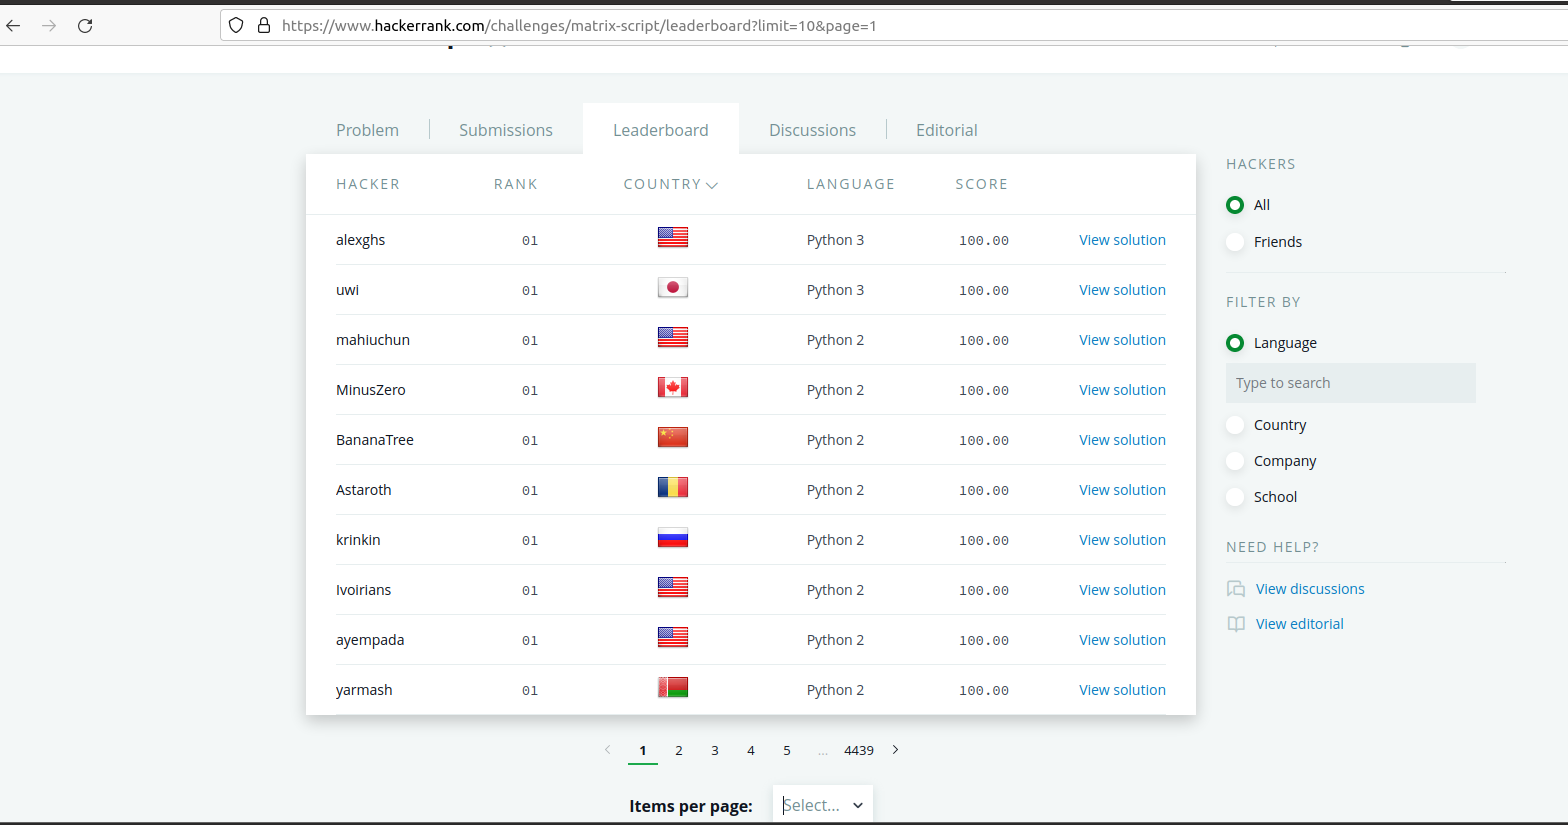 https://www.hackerrank.com/challenges/matrix-script/leaderboard?limit=10&page=1
Problem Submissions Leaderboard Discussions Editorial
HACKER RANK COUNTRY LANGUAGE SCORE
alexghs 01 Python 3 100.00 View solution
uwi 01 Python 3 100.00 View solution
mahiuchun 01 Python 2 100.00 View solution
MinusZero 01 Python 2 100.00 View solution
BananaTree 01 Python 2 100.00 View solution
Astaroth 01 Python 2 100.00 View solution
krinkin 01 Python 2 100.00 View solution
Ivoirians 01 Python 2 100.00 View solution
ayempada 01 Python 2 100.00 View solution
yarmash 01 Python 2 100.00 View solution
1 2 3 4 5 ... 4439
Items per page: Select...
HACKERS
All
Friends
FILTER BY
Language
Type to search
Country
Company
School
NEED HELP?
View discussions
View editorial